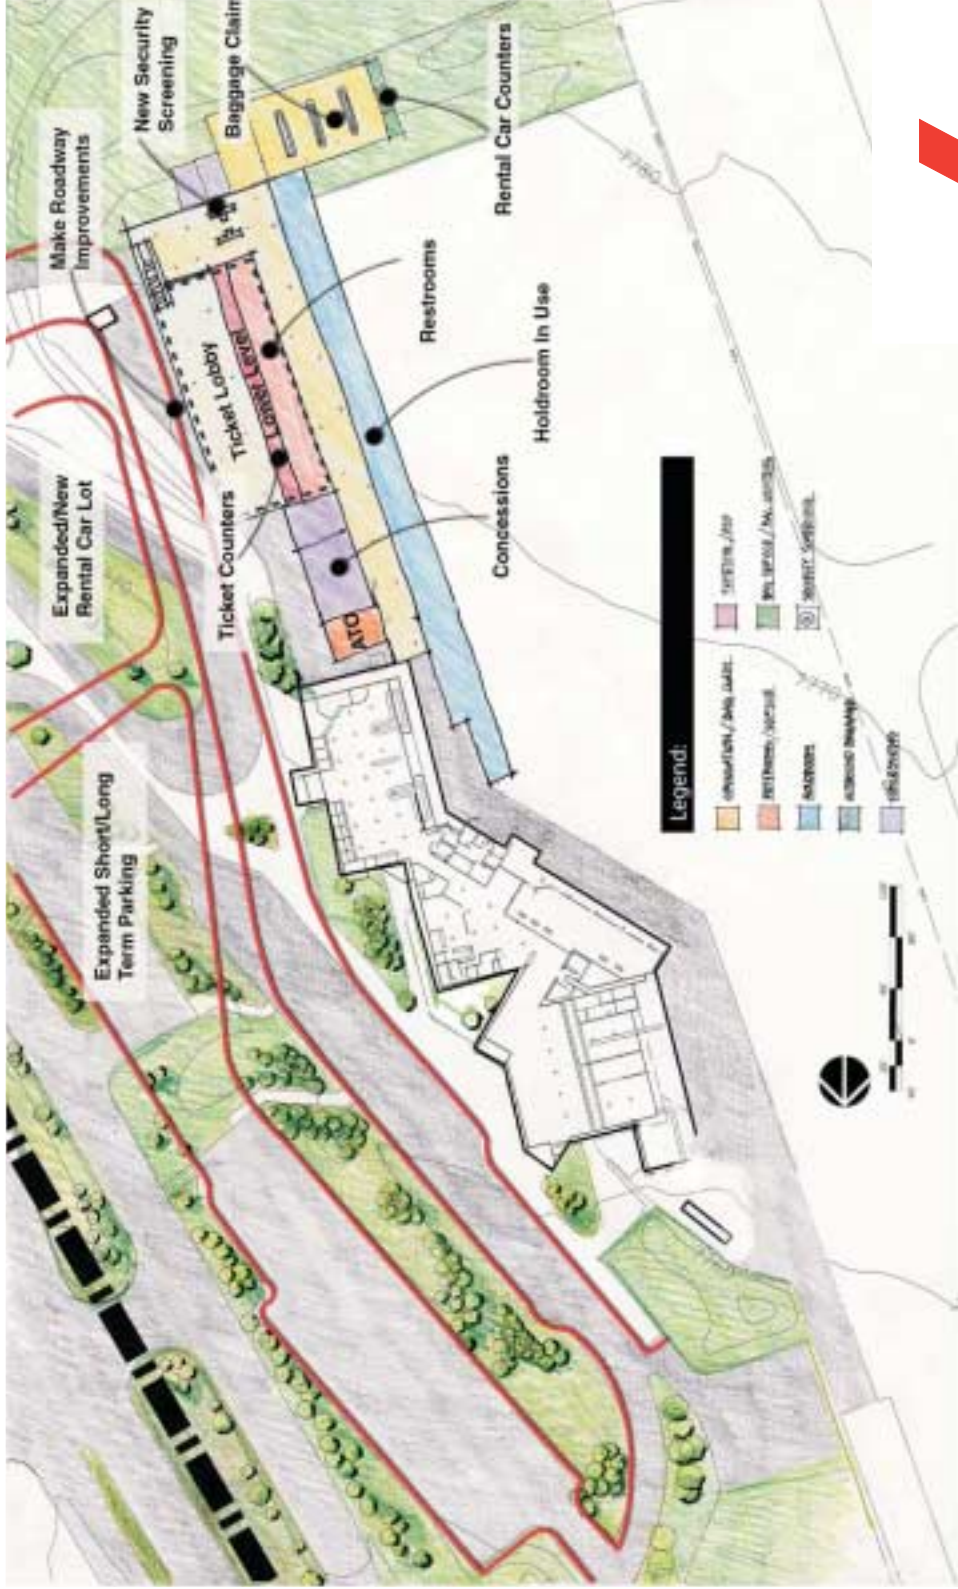 Make Roadway
Improvements
New Security
Screening
Baggage Claim
Rental Car Counters
Expanded/New
Rental Car Lot
Ticket Lobby
Lower Level
Restrooms
Holdroom In Use
Ticket Counters
Concessions
ATO
Expanded Short/Long
Term Parking
Legend: